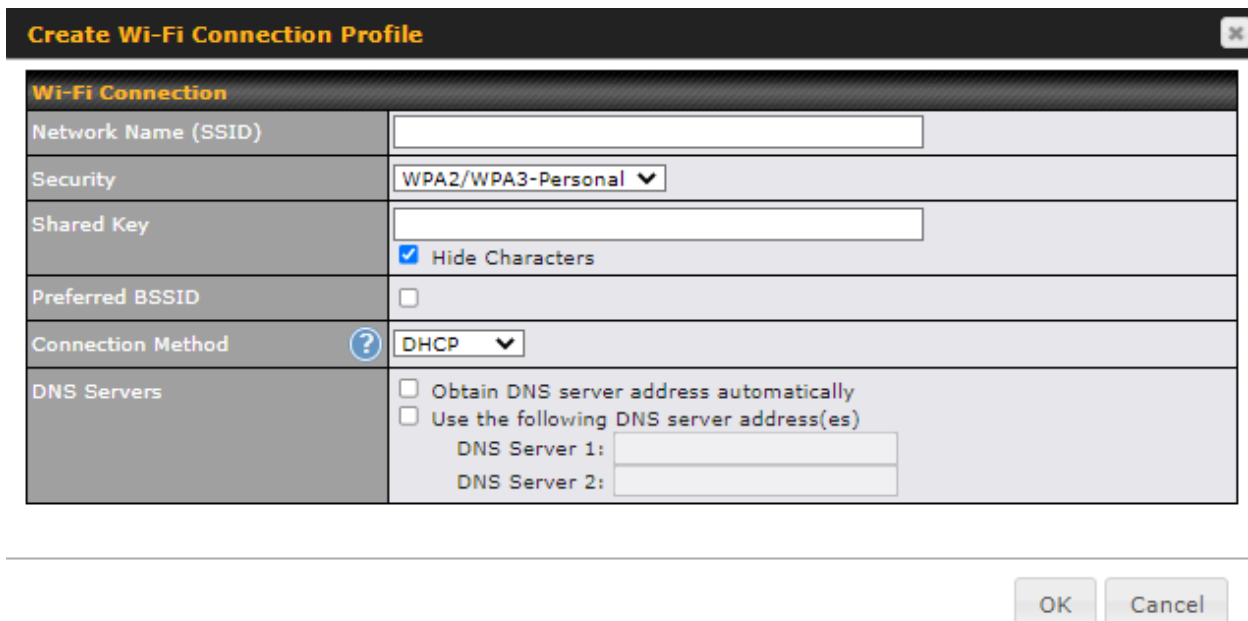 Create Wi-Fi Connection Profile
Wi-Fi Connection
Network Name (SSID)
Security WPA2/WPA3-Personal
Shared Key
Hide Characters
Preferred BSSID
Connection Method ? DHCP
DNS Servers Obtain DNS server address automatically
Use the following DNS server address(es)
DNS Server 1:
DNS Server 2:
OK Cancel